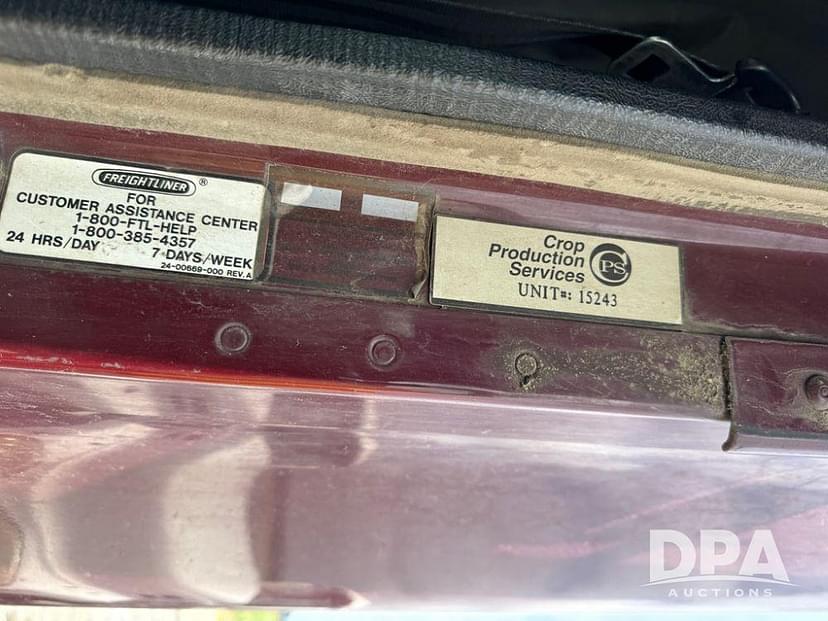 FREIGHTLINER ®
FOR
CUSTOMER ASSISTANCE CENTER
1-800-FTL-HELP
1-800-385-4357
24 HRS/DAY 7 DAYS/WEEK
24-00669-000 REV.A
Crop
Production
Services
CPS
UNIT#: 15243
DPA
AUCTIONS